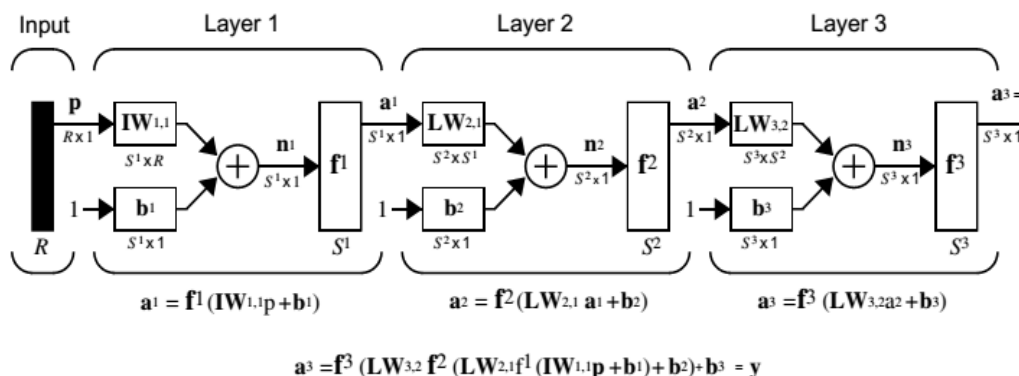 Input Layer 1 Layer 2 Layer 3
p a¹ a² a³ =
R x 1 IW¹,¹ S¹ x 1 LW²,¹ S² x 1 LW³,² S³ x 1
S¹ x R n¹ S² x S¹ n² S³ x S² n³
+ f¹ + f² + f³
S¹ x 1 S² x 1 S³ x 1
1 b¹ 1 b² 1 b³
S¹ x 1 S² x 1 S³ x 1
R S¹ S² S³
a¹ = f¹ (IW¹,¹p +b¹) a² = f² (LW²,¹ a¹ +b²) a³ =f³ (LW³,²a² +b³)
a³ =f³ (LW³,² f² (LW²,¹f¹ (IW¹,¹p + b¹)+ b²)+ b³ = y